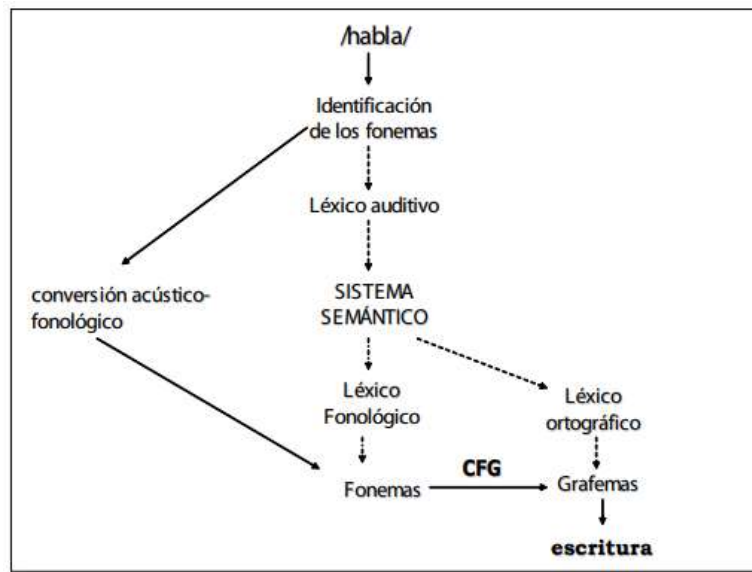 /habla/
Identificación
de los fonemas
Léxico auditivo
conversión acústico-
fonológico
SISTEMA
SEMÁNTICO
Léxico
Fonológico
Léxico
ortográfico
Fonemas
CFG
Grafemas
escritura